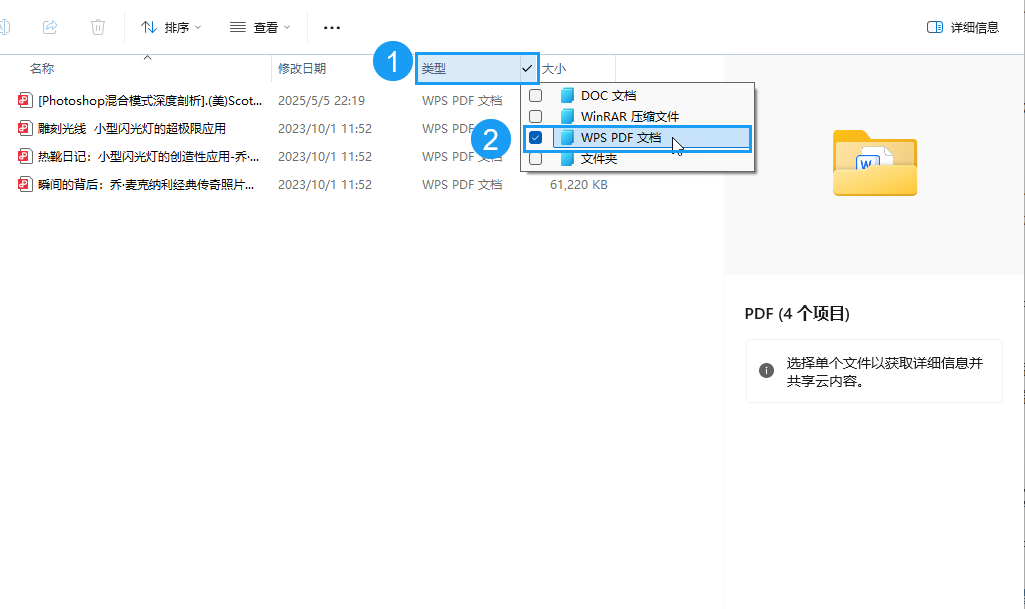 排序
查看
详细信息
1
名称
修改日期
类型
大小
[Photoshop混合模式深度剖析].(美)Scot...
2025/5/5 22:19
WPS PDF 文档
DOC 文档
WinRAR 压缩文件
雕刻光线 小型闪光灯的超极限应用
2023/10/1 11:52
WPS PDF
2
WPS PDF 文档
热靴日记：小型闪光灯的创造性应用-乔·...
2023/10/1 11:52
WPS PDF 文档
文件夹
瞬间的背后：乔·麦克纳利经典传奇照片...
2023/10/1 11:52
WPS PDF 文档
61,220 KB
W
PDF (4 个项目)
选择单个文件以获取详细信息并
共享云内容。